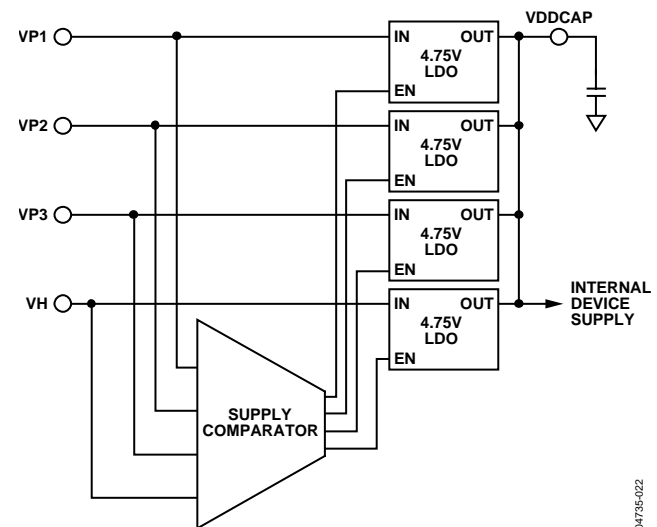 VDDCAP
VP1
IN
OUT
4.75V
LDO
EN
VP2
IN
OUT
4.75V
LDO
EN
VP3
IN
OUT
4.75V
LDO
EN
VH
IN
OUT
4.75V
LDO
EN
INTERNAL
DEVICE
SUPPLY
SUPPLY
COMPARATOR
04735-022